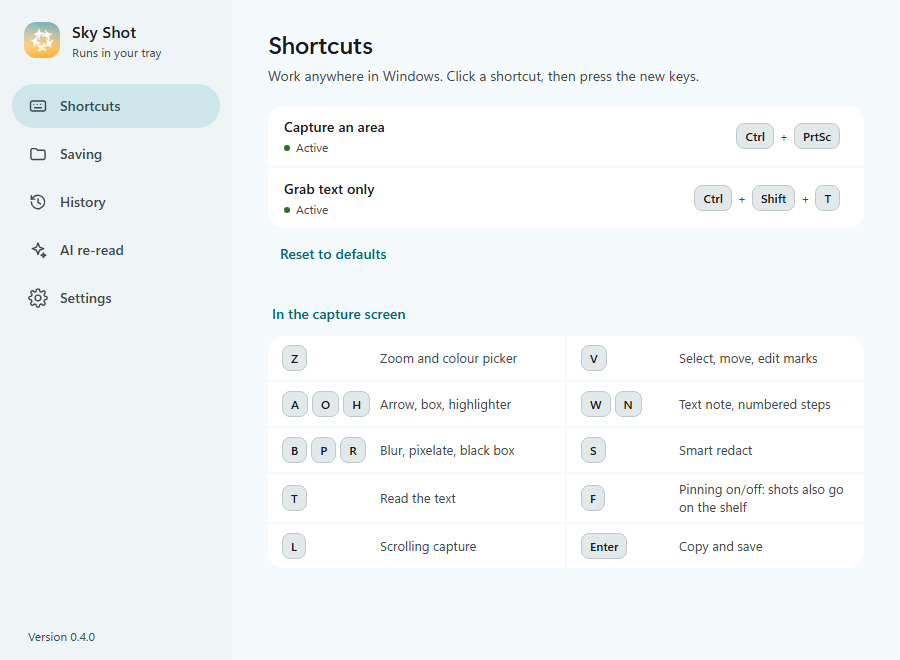 Sky Shot
Runs in your tray
Shortcuts
Saving
History
AI re-read
Settings
Version 0.4.0
Shortcuts
Work anywhere in Windows. Click a shortcut, then press the new keys.
Capture an area
Active
Ctrl + PrtSc
Grab text only
Active
Ctrl + Shift + T
Reset to defaults
In the capture screen
Z Zoom and colour picker
V Select, move, edit marks
A O H Arrow, box, highlighter
W N Text note, numbered steps
B P R Blur, pixelate, black box
S Smart redact
T Read the text
F Pinning on/off: shots also go
on the shelf
L Scrolling capture
Enter Copy and save